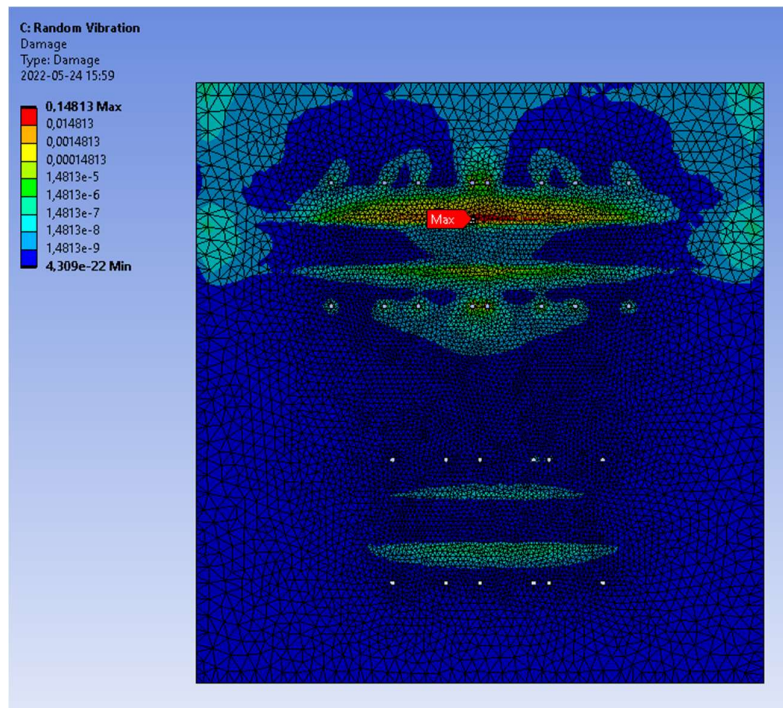 C: Random Vibration
Damage
Type: Damage
2022-05-24 15:59
0,14813 Max
0,014813
0,0014813
0,00014813
1,4813e-5
1,4813e-6
1,4813e-7
1,4813e-8
1,4813e-9
4,309e-22 Min
Max